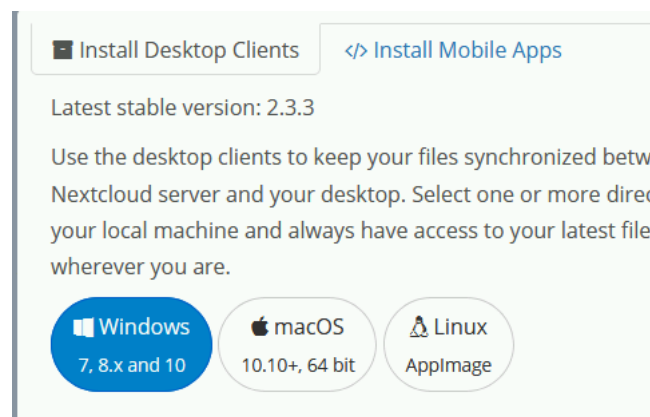 Install Desktop Clients
</> Install Mobile Apps
Latest stable version: 2.3.3
Use the desktop clients to keep your files synchronized
Nextcloud server and your desktop. Select one or more
your local machine and always have access to your latest
wherever you are.
Windows
7, 8.x and 10
macOS
10.10+, 64 bit
Linux
AppImage